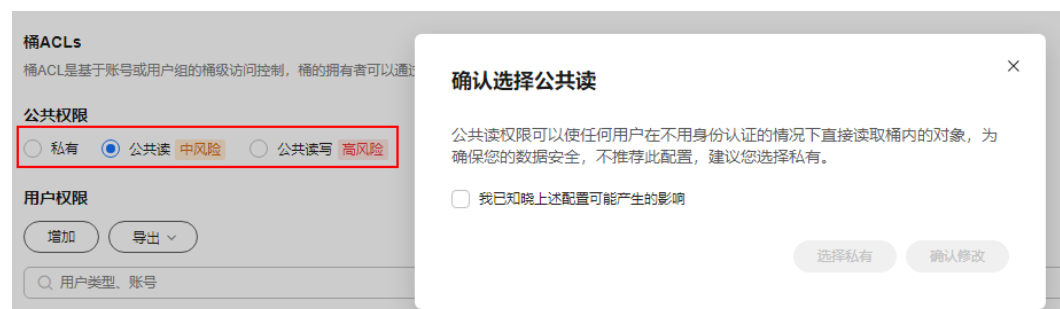 桶ACLs
桶ACL是基于账号或用户组的桶级访问控制，桶的拥有者可以通过
公共权限
私有 公共读 中风险 公共读写 高风险
用户权限
增加 导出
用户类型、账号
确认选择公共读
公共读权限可以使任何用户在不用身份认证的情况下直接读取桶内的对象，为
确保您的数据安全，不推荐此配置，建议您选择私有。
我已知晓上述配置可能产生的影响
选择私有 确认修改